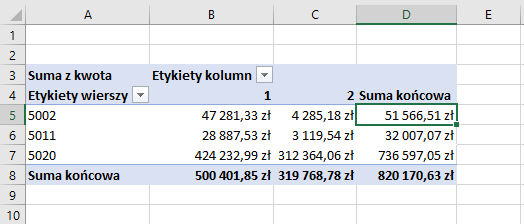 A B C D E
1
2
3 Suma z kwota Etykiety kolumn
4 Etykiety wierszy 1 2 Suma końcowa
5 5002 47 281,33 zł 4 285,18 zł 51 566,51 zł
6 5011 28 887,53 zł 3 119,54 zł 32 007,07 zł
7 5020 424 232,99 zł 312 364,06 zł 736 597,05 zł
8 Suma końcowa 500 401,85 zł 319 768,78 zł 820 170,63 zł
9
10